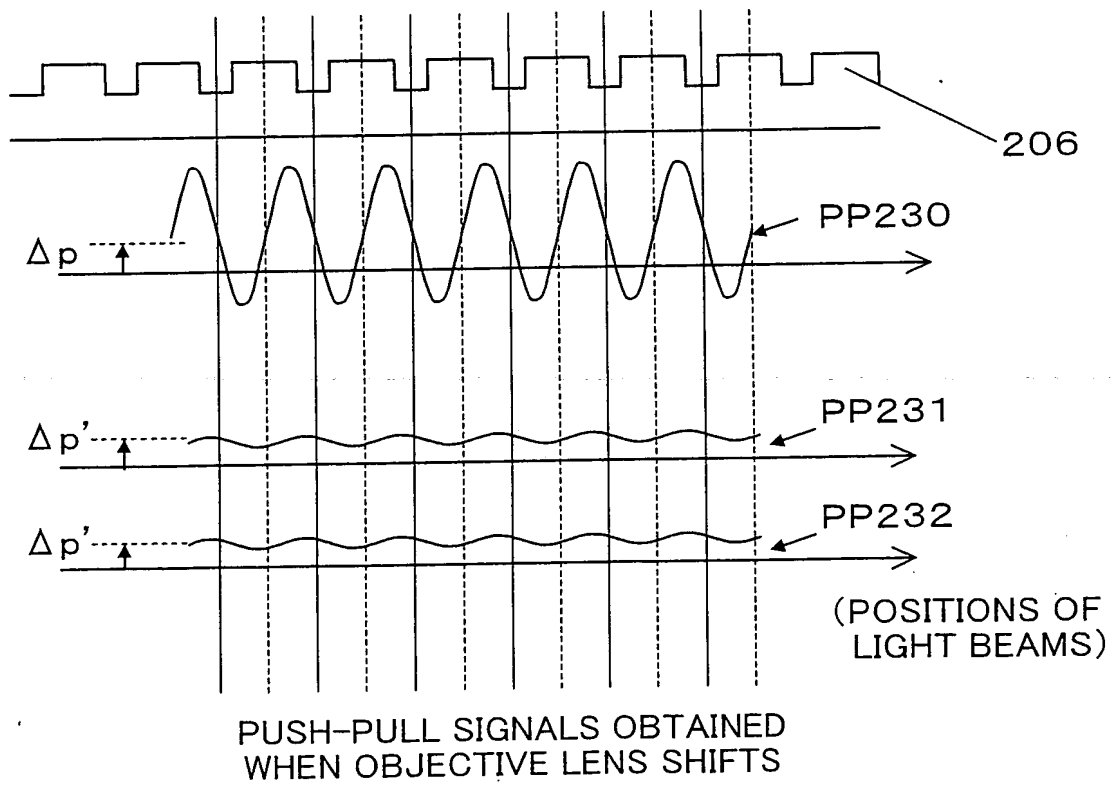 206
PP230
Δp
PP231
Δp'
PP232
Δp'
(POSITIONS OF
LIGHT BEAMS)
PUSH-PULL SIGNALS OBTAINED
WHEN OBJECTIVE LENS SHIFTS